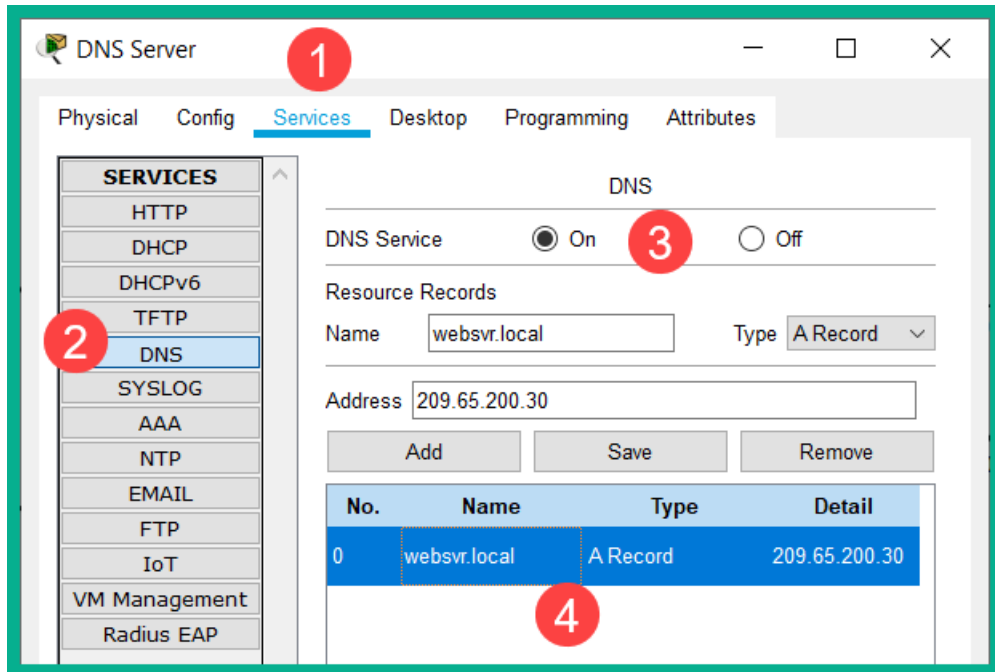 DNS Server
1
Physical Config Services Desktop Programming Attributes
SERVICES
HTTP
DHCP
DHCPv6
TFTP
2
DNS
SYSLOG
AAA
NTP
EMAIL
FTP
IoT
VM Management
Radius EAP
DNS
DNS Service On 3 Off
Resource Records
Name websvr.local Type A Record
Address 209.65.200.30
Add Save Remove
No. Name Type Detail
0 websvr.local A Record 209.65.200.30
4